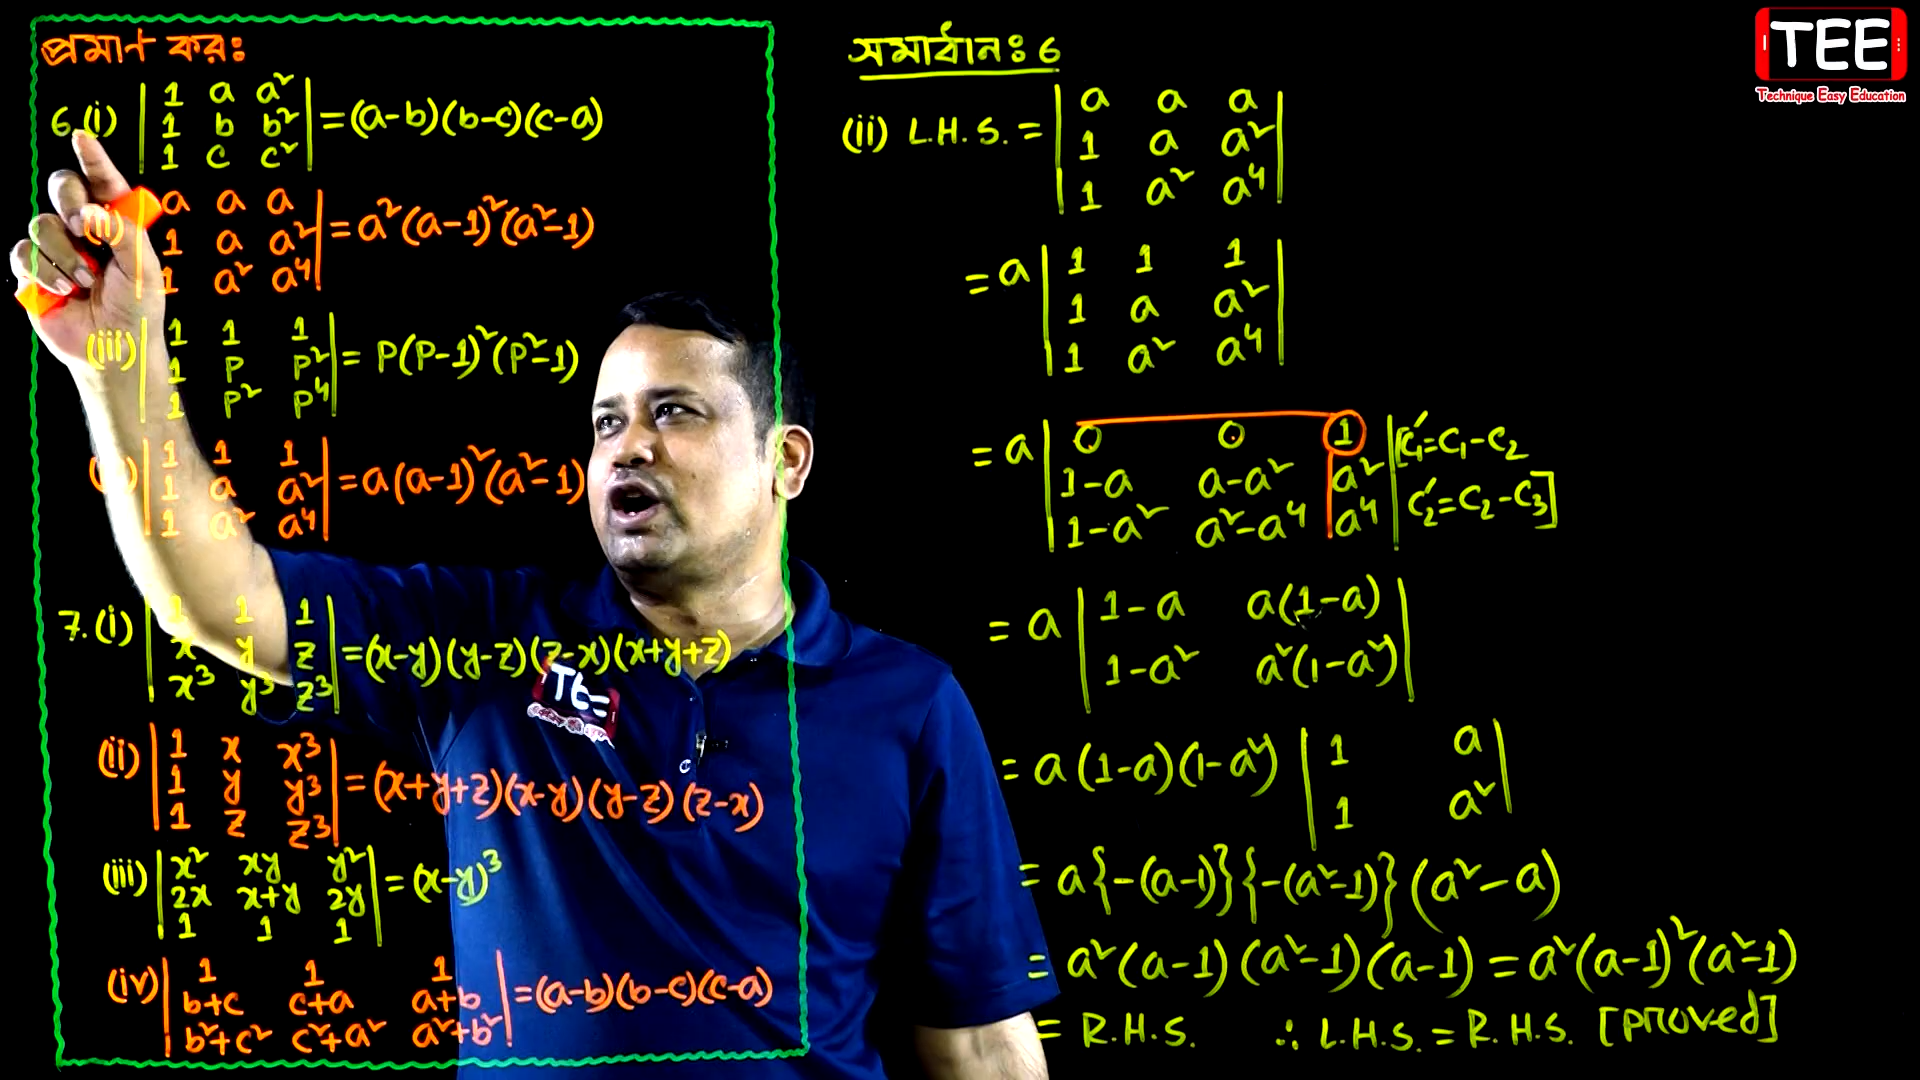 প্রমাণ করঃ
6.(i) | 1 a a² | = (a-b)(b-c)(c-a)
1 b b²
1 c c²
(ii) | a a a | = a²(a-1)²(a²-1)
1 a a²
1 a² a⁴
(iii) | 1 1 1 | = P(P-1)²(P²-1)
1 P P²
1 P² P⁴
| 1 1 1 | = a(a-1)²(a²-1)
1 a a²
1 a² a⁴
7.(i) | 1 1 1 | = (x-y)(y-z)(z-x)(x+y+z)
x y z
x³ y³ z³
(ii) | 1 x x³ | = (x+y+z)(x-y)(y-z)(z-x)
1 y y³
1 z z³
(iii) | x² xy y² | = (x-y)³
2x x+y 2y
1 1 1
(iv) | 1 1 1 | = (a-b)(b-c)(c-a)
b+c c+a a+b
b²+c² c²+a² a²+b²
সমাধানঃ 6
(ii) L.H.S. = | a a a |
1 a a²
1 a² a⁴
= a | 1 1 1 |
1 a a²
1 a² a⁴
= a | 0 0 1 | [c₁′=c₁-c₂
1-a a-a² a²
c₂′=c₂-c₃]
1-a² a²-a⁴ a⁴
= a | 1-a a(1-a) |
1-a² a²(1-a²)
= a(1-a)(1-a²) | 1 a |
1 a²
= a{-(a-1)}{-(a²-1)}(a²-a)
= a²(a-1)(a²-1)(a-1) = a²(a-1)²(a²-1)
= R.H.S. ∴ L.H.S. = R.H.S. [proved]
TEE
Technique Easy Education
TEE